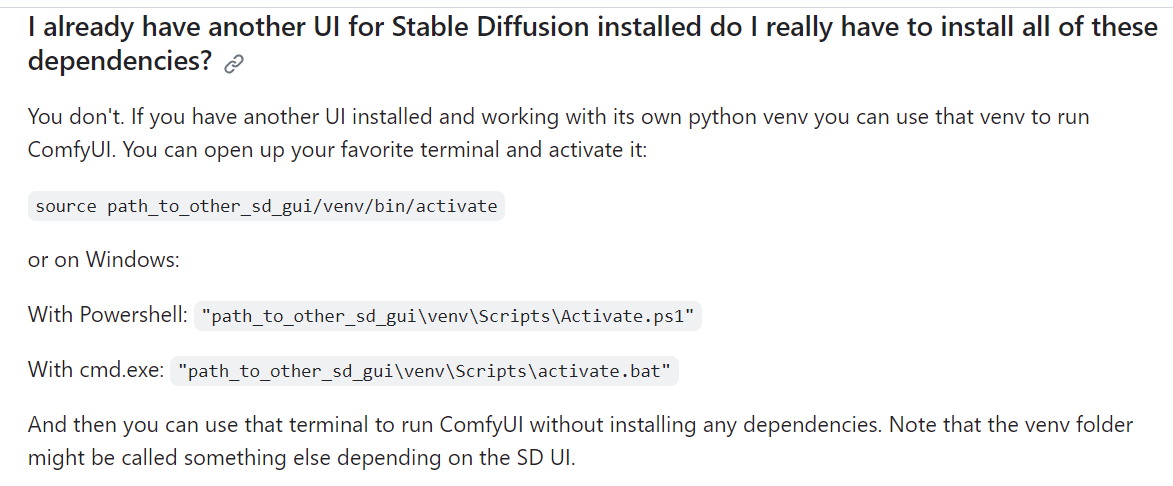 I already have another UI for Stable Diffusion installed do I really have to install all of these
dependencies?
You don't. If you have another UI installed and working with its own python venv you can use that venv to run
ComfyUI. You can open up your favorite terminal and activate it:
source path_to_other_sd_gui/venv/bin/activate
or on Windows:
With Powershell: "path_to_other_sd_gui\venv\Scripts\Activate.ps1"
With cmd.exe: "path_to_other_sd_gui\venv\Scripts\activate.bat"
And then you can use that terminal to run ComfyUI without installing any dependencies. Note that the venv folder
might be called something else depending on the SD UI.